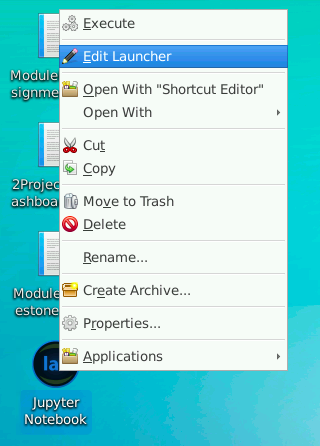 Execute
Edit Launcher
Open With "Shortcut Editor"
Open With
Cut
Copy
Move to Trash
Delete
Rename...
Create Archive...
Properties...
Applications
Module
signme
2Projec
ashboa
Module
estone
la
Jupyter
Notebook